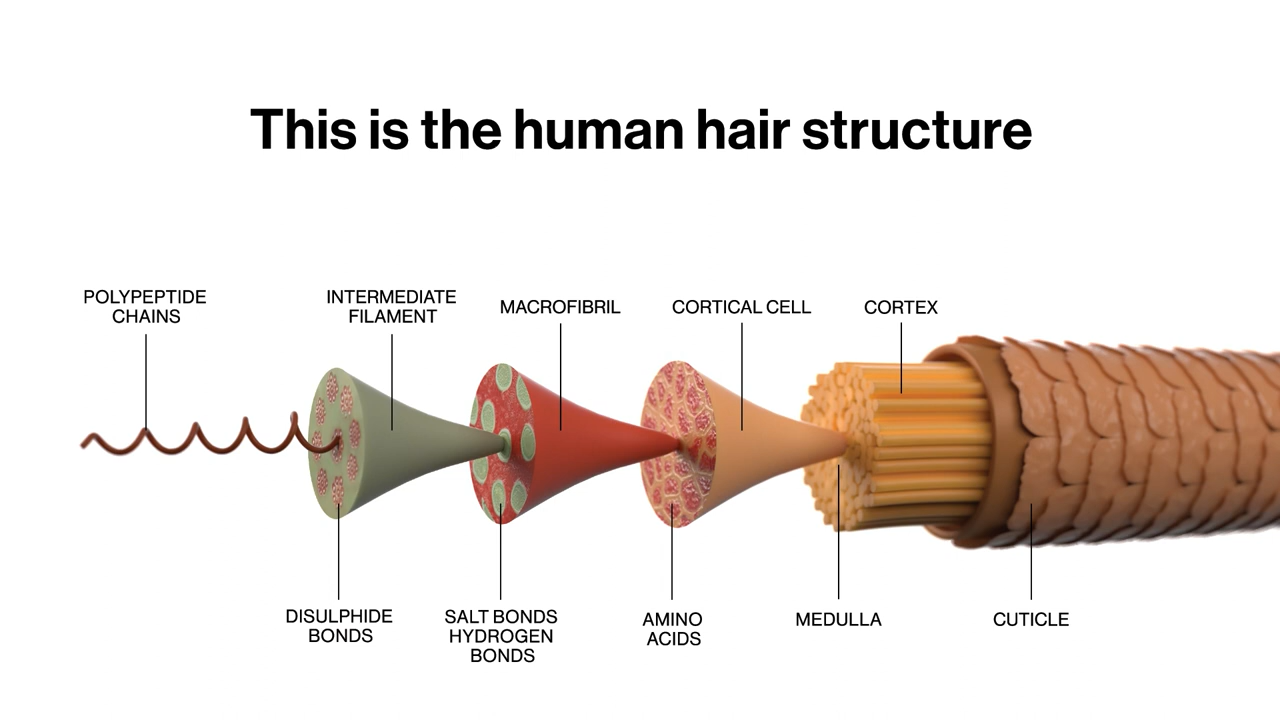 This is the human hair structure
POLYPEPTIDE
CHAINS
INTERMEDIATE
FILAMENT
MACROFIBRIL
CORTICAL CELL
CORTEX
DISULPHIDE
BONDS
SALT BONDS
HYDROGEN
BONDS
AMINO
ACIDS
MEDULLA
CUTICLE